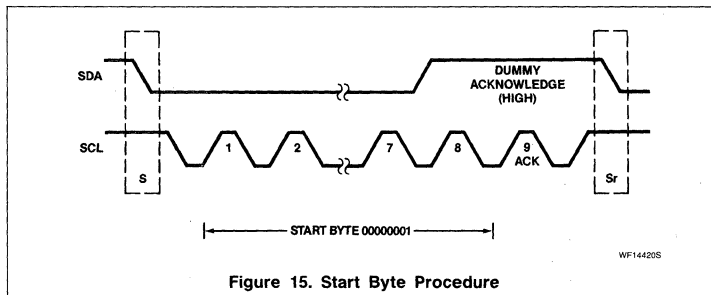 SDA
DUMMY
ACKNOWLEDGE
(HIGH)
SCL
1
2
7
8
9
ACK
S
Sr
START BYTE 00000001
WF14420S
Figure 15. Start Byte Procedure